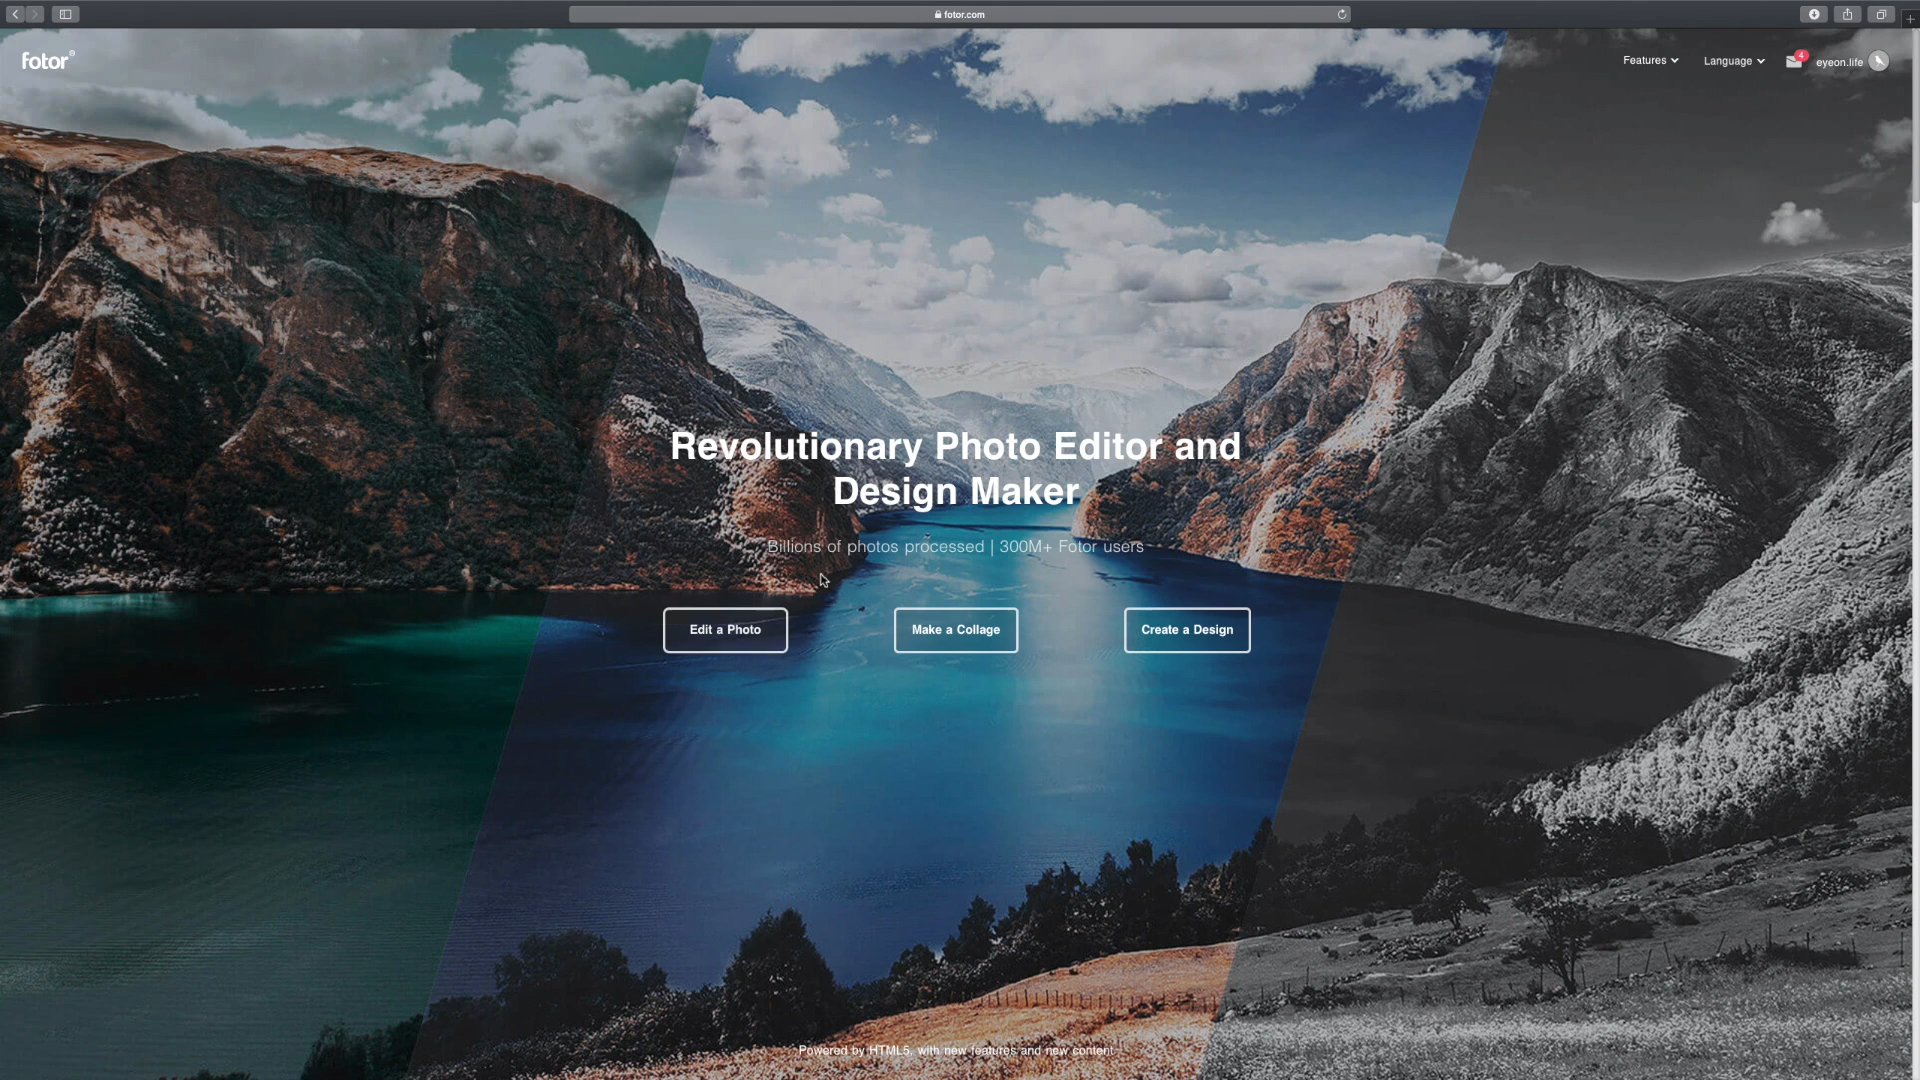 fotor.com
fotor®
Features
Language
4
eyeon.life
Revolutionary Photo Editor and
Design Maker
Billions of photos processed | 300M+ Fotor users
Edit a Photo
Make a Collage
Create a Design
Powered by HTML5, with new features and new content